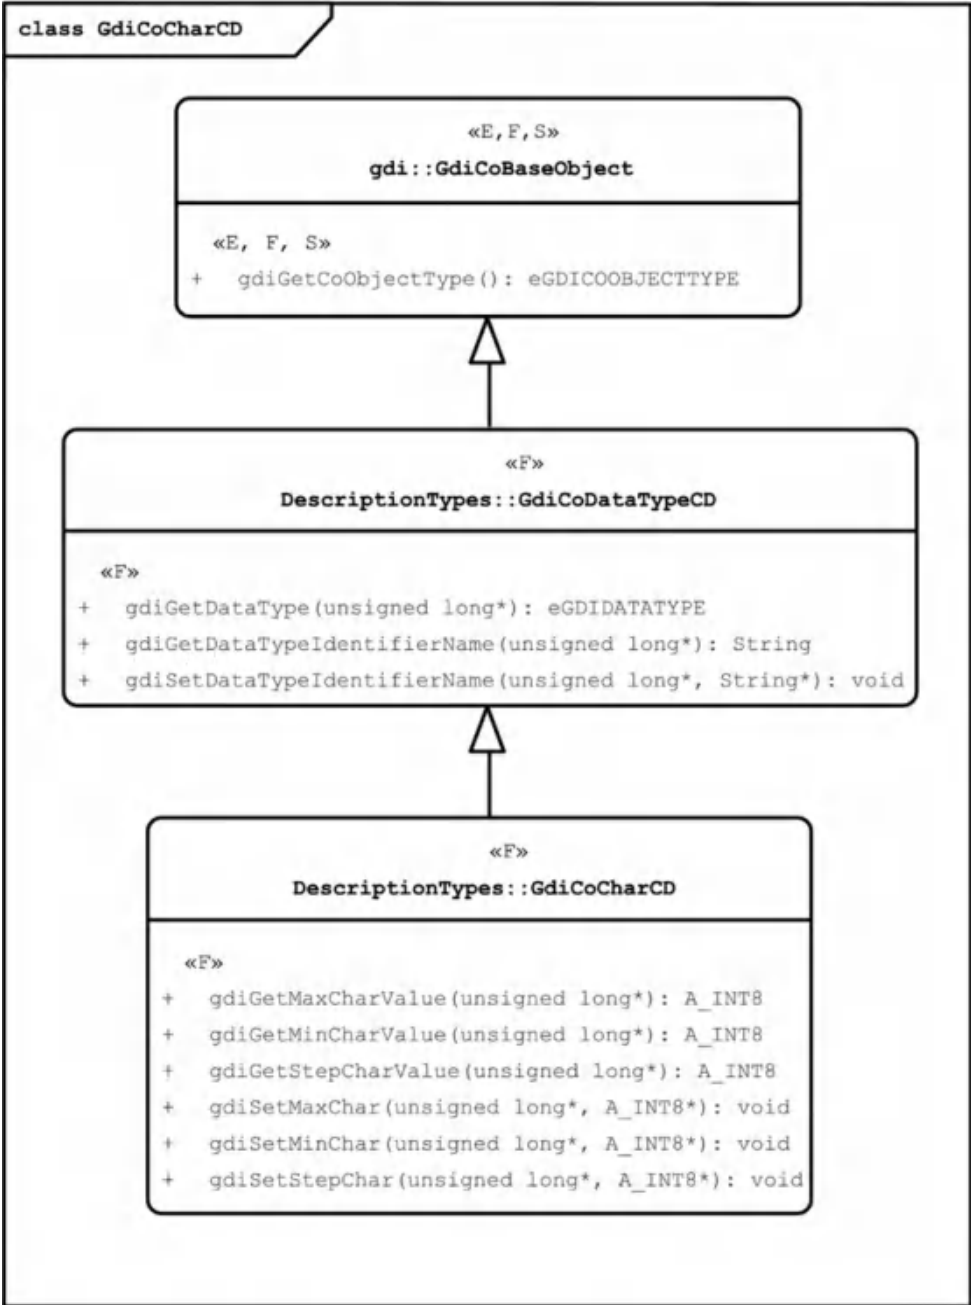 class GdiCoCharCD
«E,F,S»
gdi::GdiCoBaseObject
«E, F, S»
+ gdiGetCoObjectType(): eGDICOOBJECTTYPE
«F»
DescriptionTypes::GdiCoDataTypeCD
«F»
+ gdiGetDataType(unsigned long*): eGDIDATATYPE
+ gdiGetDataTypeIdentifierName(unsigned long*): String
+ gdiSetDataTypeIdentifierName(unsigned long*, String*): void
«F»
DescriptionTypes::GdiCoCharCD
«F»
+ gdiGetMaxCharValue(unsigned long*): A_INT8
+ gdiGetMinCharValue(unsigned long*): A_INT8
+ gdiGetStepCharValue(unsigned long*): A_INT8
+ gdiSetMaxChar(unsigned long*, A_INT8*): void
+ gdiSetMinChar(unsigned long*, A_INT8*): void
+ gdiSetStepChar(unsigned long*, A_INT8*): void